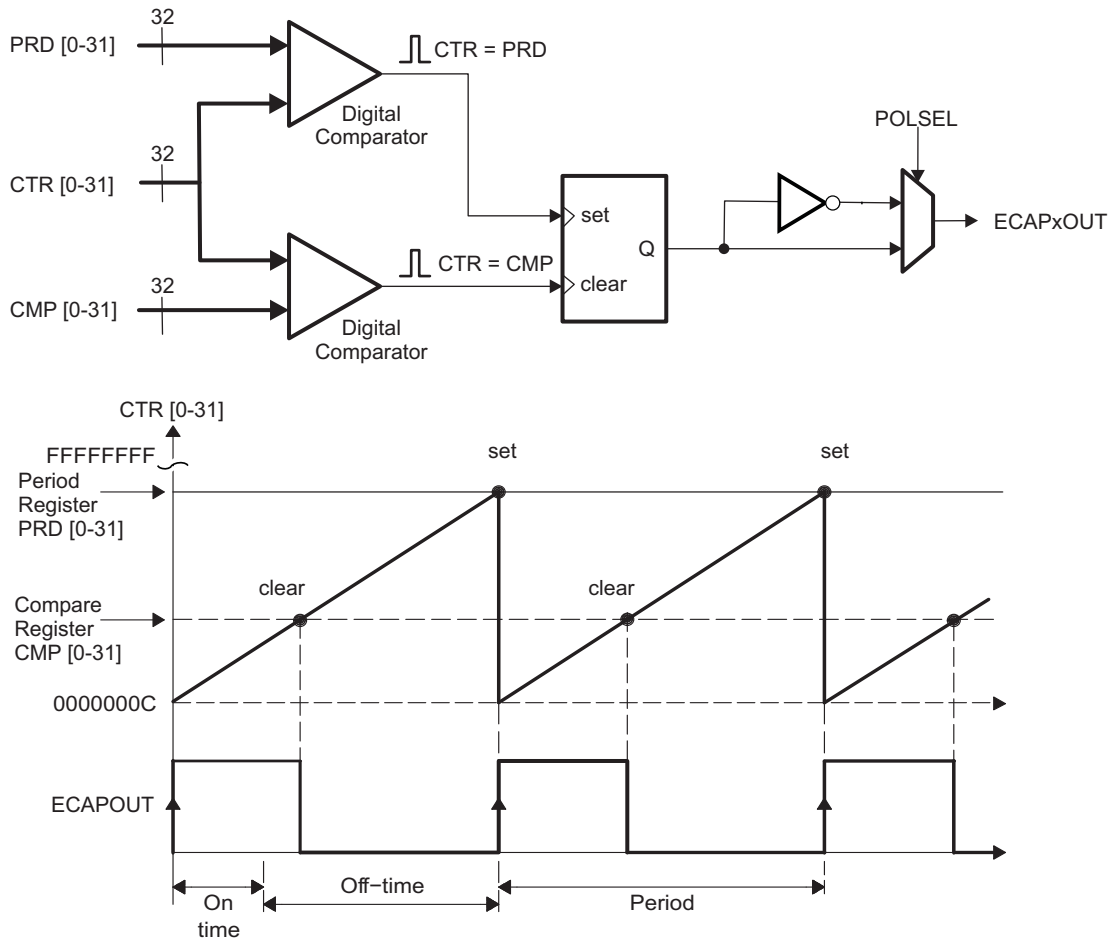 32
PRD [0-31]
CTR = PRD
Digital
Comparator
POLSEL
32
CTR [0-31]
set
ECAPxOUT
Q
CTR = CMP
clear
32
CMP [0-31]
Digital
Comparator
CTR [0-31]
FFFFFFFF
set
set
Period
Register
PRD [0-31]
clear
clear
Compare
Register
CMP [0-31]
0000000C
ECAPOUT
On
time
Off−time
Period